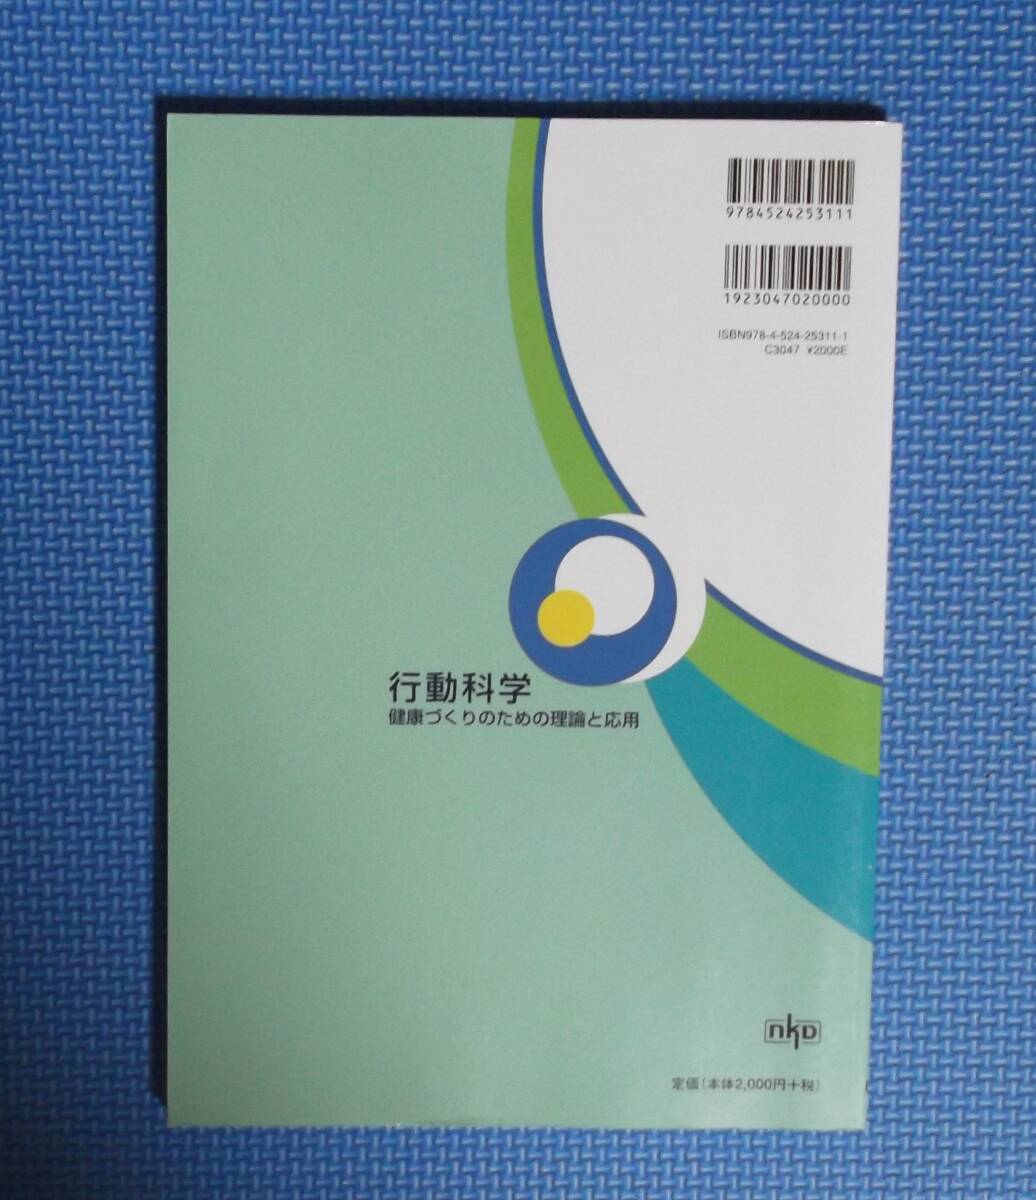 9784524253111
1923047020000
ISBN978-4-524-25311-1
C3047 ¥2000E
行動科学
健康づくりのための理論と応用
nkD
定価(本体2,000円+税)